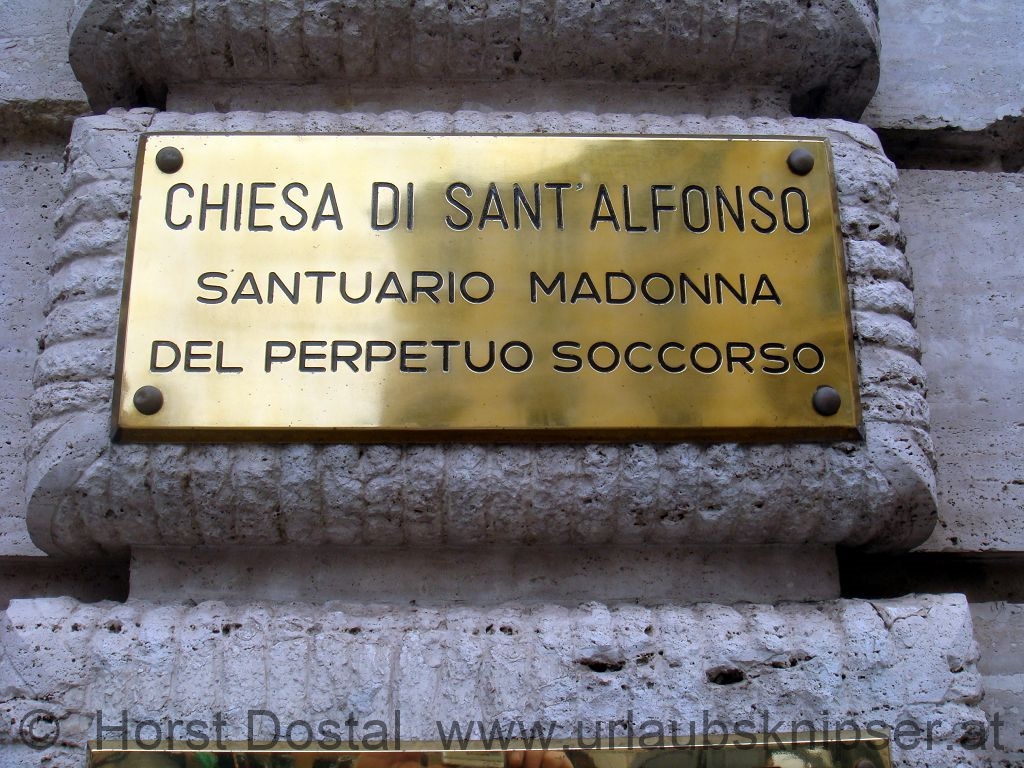 CHIESA DI SANT'ALFONSO
SANTUARIO MADONNA
DEL PERPETUO SOCCORSO
© Horst Dostal www.urlaubsknipser.at